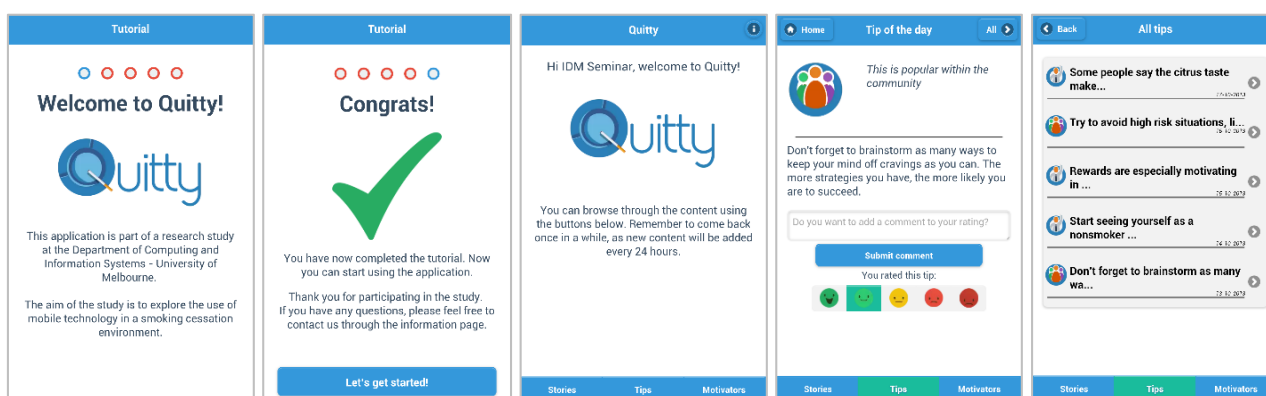 Tutorial
Welcome to Quitty!
Quitty
This application is part of a research study
at the Department of Computing and
Information Systems - University of
Melbourne.
The aim of the study is to explore the use of
mobile technology in a smoking cessation
environment.
Tutorial
Congrats!
You have now completed the tutorial. Now
you can start using the application.
Thank you for participating in the study.
If you have any questions, please feel free to
contact us through the information page.
Let's get started!
Quitty
Hi IDM Seminar, welcome to Quitty!
Quitty
You can browse through the content using
the buttons below. Remember to come back
once in a while, as new content will be added
every 24 hours.
Stories
Tips
Motivators
Home
Tip of the day
All
This is popular within the
community
Don't forget to brainstorm as many ways to
keep your mind off cravings as you can. The
more strategies you have, the more likely you
are to succeed.
Do you want to add a comment to your rating?
Submit comment
You rated this tip:
Stories
Tips
Motivators
Back
All tips
Some people say the citrus taste
make...
Try to avoid high risk situations, li...
Rewards are especially motivating
in ...
Start seeing yourself as a
nonsmoker ...
Don't forget to brainstorm as many
wa...
Stories
Tips
Motivators